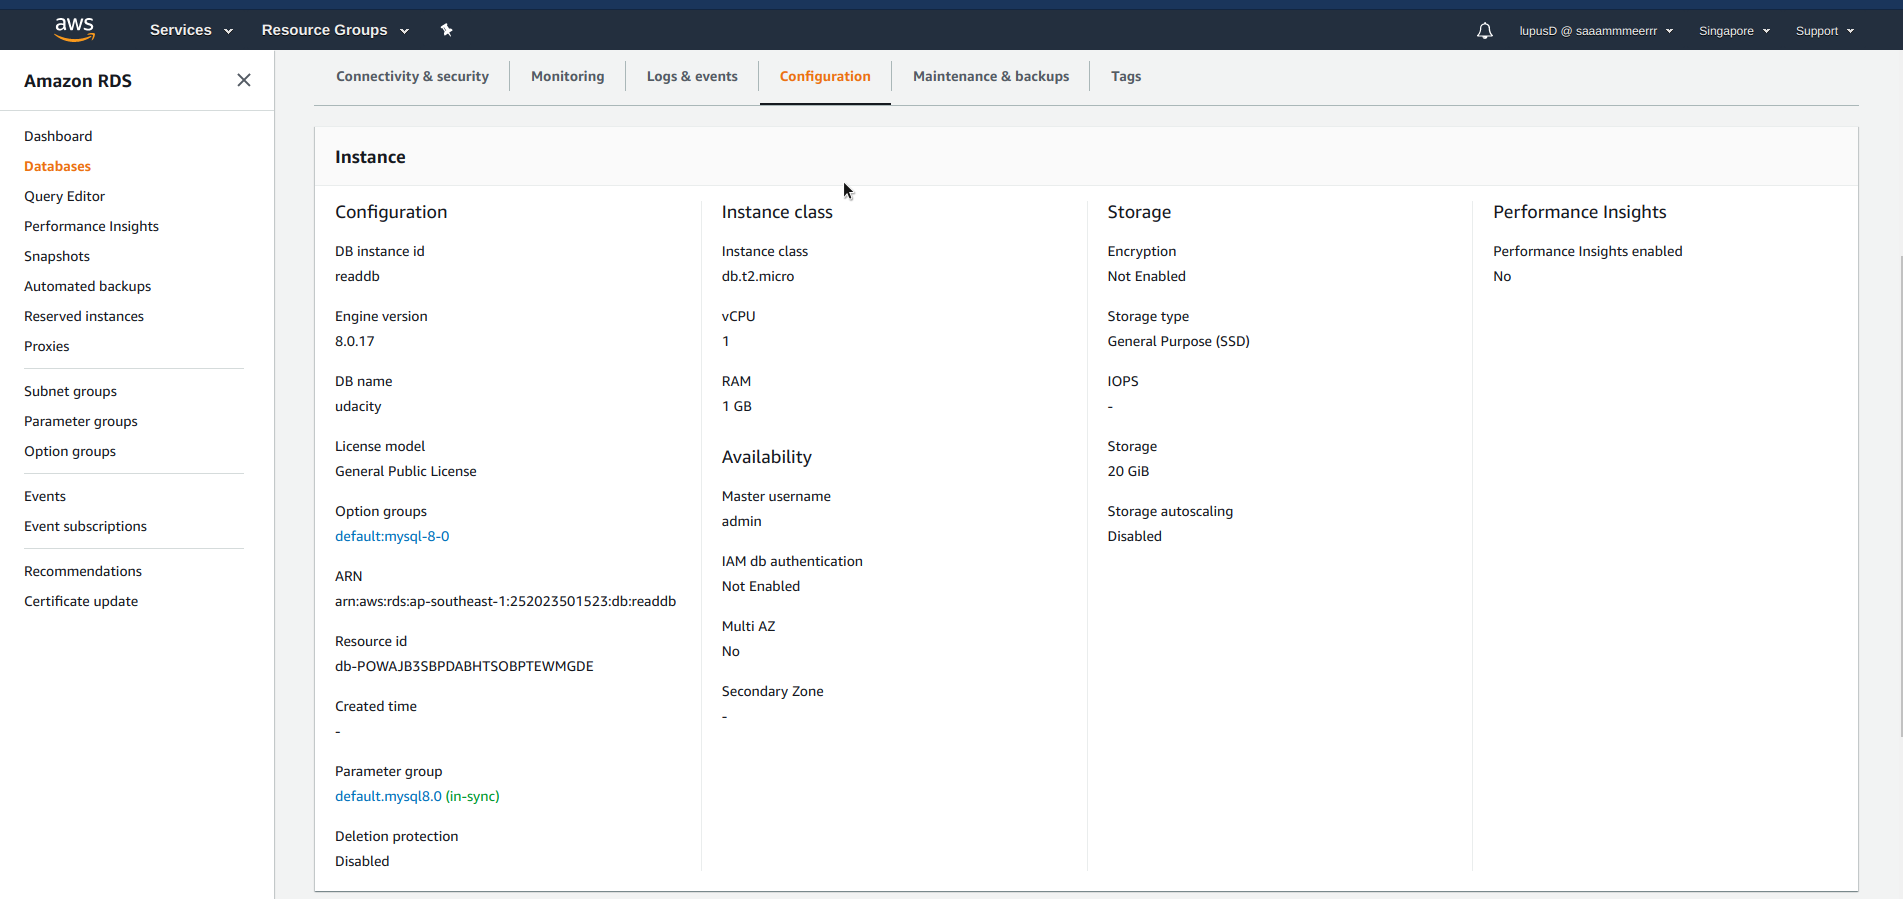 aws
Services
Resource Groups
lupusD @ saaammmeerrr
Singapore
Support
Amazon RDS
Dashboard
Databases
Query Editor
Performance Insights
Snapshots
Automated backups
Reserved instances
Proxies
Subnet groups
Parameter groups
Option groups
Events
Event subscriptions
Recommendations
Certificate update
Connectivity & security
Monitoring
Logs & events
Configuration
Maintenance & backups
Tags
Instance
Configuration
DB instance id
readdb
Engine version
8.0.17
DB name
udacity
License model
General Public License
Option groups
default:mysql-8-0
ARN
arn:aws:rds:ap-southeast-1:252023501523:db:readdb
Resource id
db-POWAJB3SBPDABHTSOBPTEWMGDE
Created time
-
Parameter group
default.mysql8.0 (in-sync)
Deletion protection
Disabled
Instance class
Instance class
db.t2.micro
vCPU
1
RAM
1 GB
Availability
Master username
admin
IAM db authentication
Not Enabled
Multi AZ
No
Secondary Zone
-
Storage
Encryption
Not Enabled
Storage type
General Purpose (SSD)
IOPS
-
Storage
20 GiB
Storage autoscaling
Disabled
Performance Insights
Performance Insights enabled
No